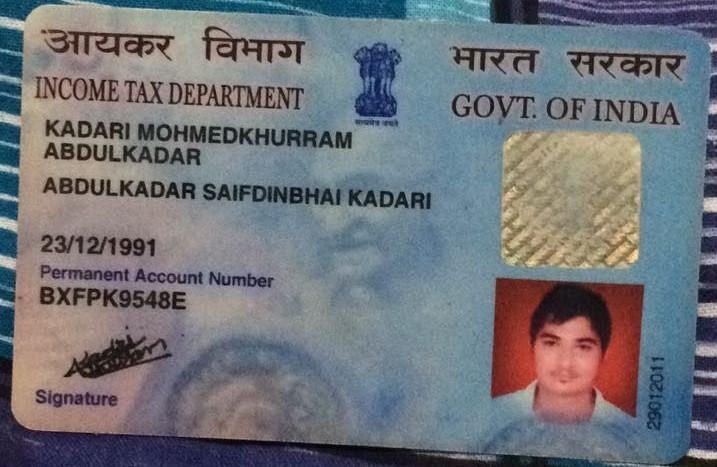 आयकर विभाग
INCOME TAX DEPARTMENT
सत्यमेव जयते
भारत सरकार
GOVT. OF INDIA
KADARI MOHMEDKHURRAM
ABDULKADAR
ABDULKADAR SAIFDINBHAI KADARI
23/12/1991
Permanent Account Number
BXFPK9548E
Signature
29012011